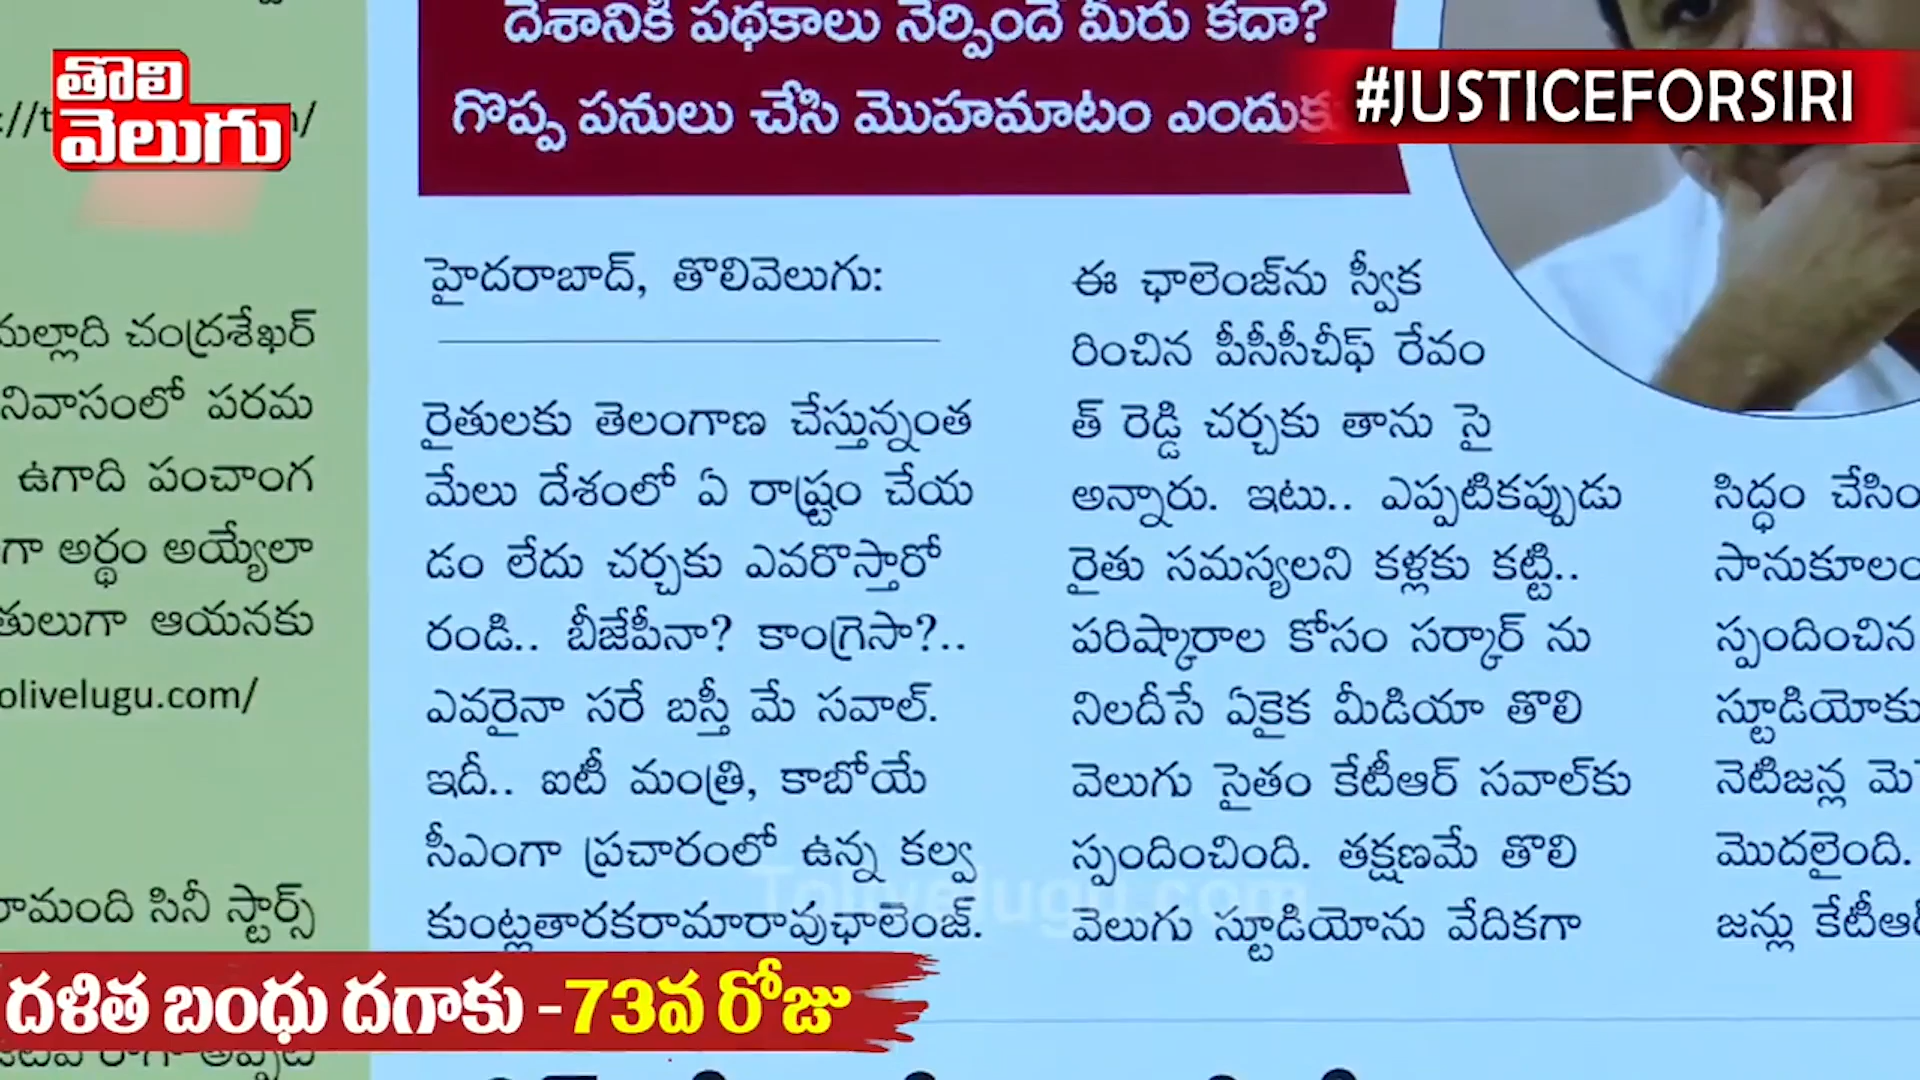 తొలి
వెలుగు
#JUSTICEFORSIRI
దేశానికి పథకాలు నేర్పిందే మీరు కదా?
గొప్ప పనులు చేసి మొహమాటం
చంద్రశేఖర్
నివాసంలో పరమ
ఉగాది పంచాంగ
గా అర్థం అయ్యేలా
ఆయనకు
olivelugu.com/
సినీ స్టార్స్
హైదరాబాద్, తొలివెలుగు:
రైతులకు తెలంగాణ చేస్తున్నంత
మేలు దేశంలో ఏ రాష్ట్రం చేయ
డం లేదు చర్చకు ఎవరొస్తారో
రండి.. బీజేపీనా? కాంగ్రెసా?..
ఎవరైనా సరే బస్తీ మే సవాల్.
ఇదీ.. ఐటీ మంత్రి, కాబోయే
సీఎంగా ప్రచారంలో ఉన్న కల్వ
కుంట్లతారకరామారావుఛాలెంజ్.
ఈ ఛాలెంజ్‌ను స్వీక
రించిన పీసీసీచీఫ్ రేవం
త్ రెడ్డి చర్చకు తాను సై
అన్నారు. ఇటు.. ఎప్పటికప్పుడు
రైతు సమస్యలని కళ్లకు కట్టి..
పరిష్కారాల కోసం సర్కార్ ను
నిలదీసే ఏకైక మీడియా తొలి
వెలుగు సైతం కేటీఆర్ సవాల్‌కు
స్పందించింది. తక్షణమే తొలి
వెలుగు స్టూడియోను వేదికగా
సిద్ధం
స్పందించిన
నెటిజన్ల
మొదలైంది.
జన్లు
Tolivelugu.com
దళిత బంధు దగాకు -73వ రోజు